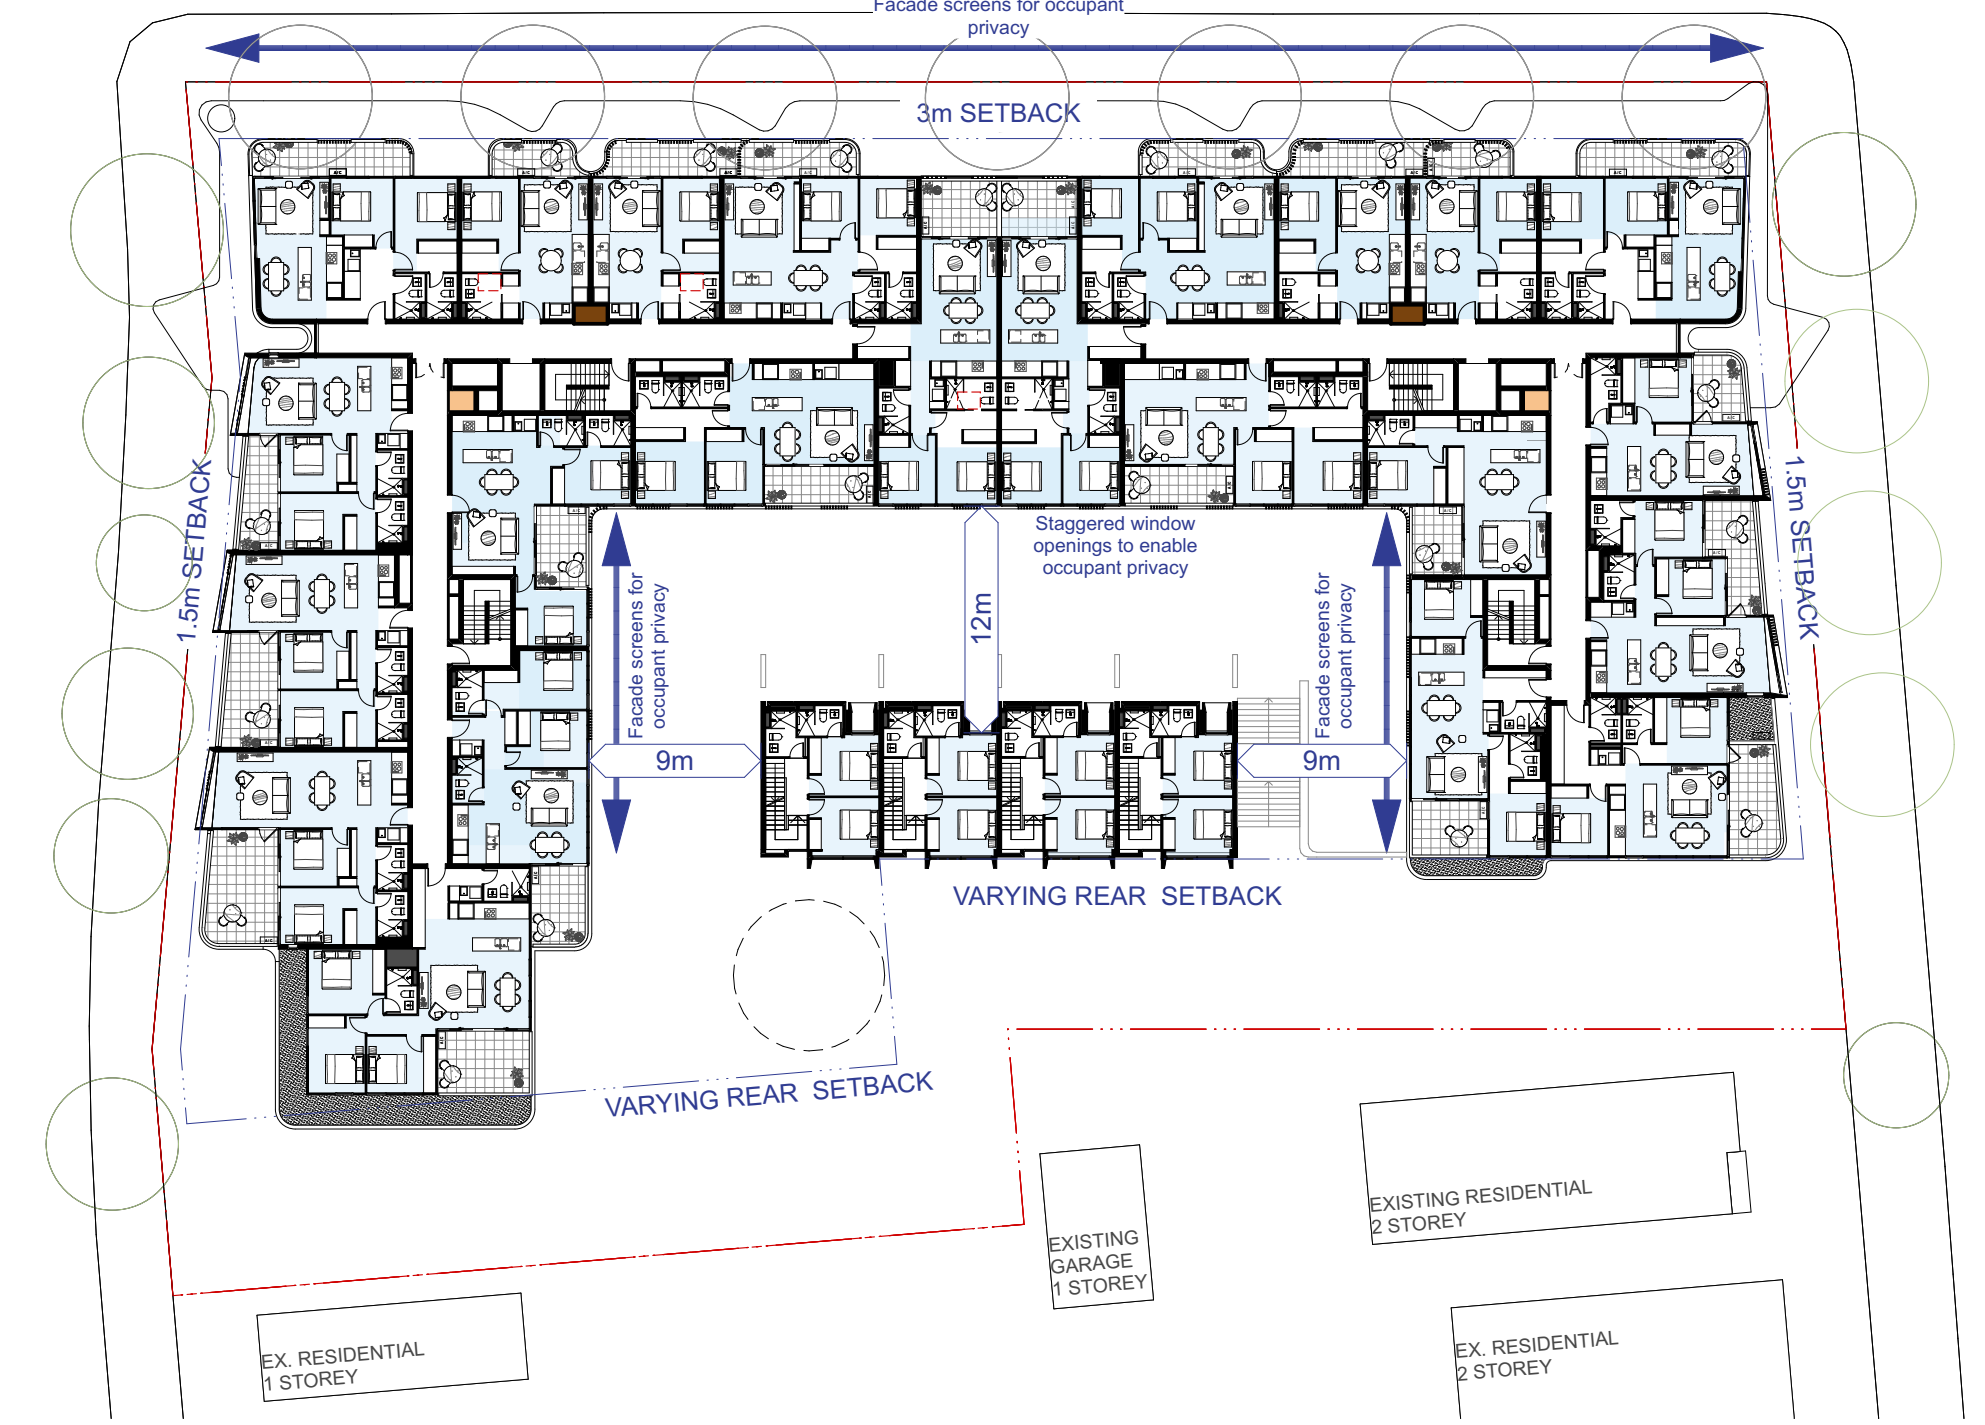 Facade screens for occupant
privacy
3m SETBACK
1.5m SETBACK
1.5m SETBACK
Staggered window
openings to enable
occupant privacy
Facade screens for
occupant privacy
12m
Facade screens for
occupant privacy
9m
9m
VARYING REAR SETBACK
VARYING REAR SETBACK
EXISTING RESIDENTIAL
2 STOREY
EXISTING
GARAGE
1 STOREY
EX. RESIDENTIAL
1 STOREY
EX. RESIDENTIAL
2 STOREY